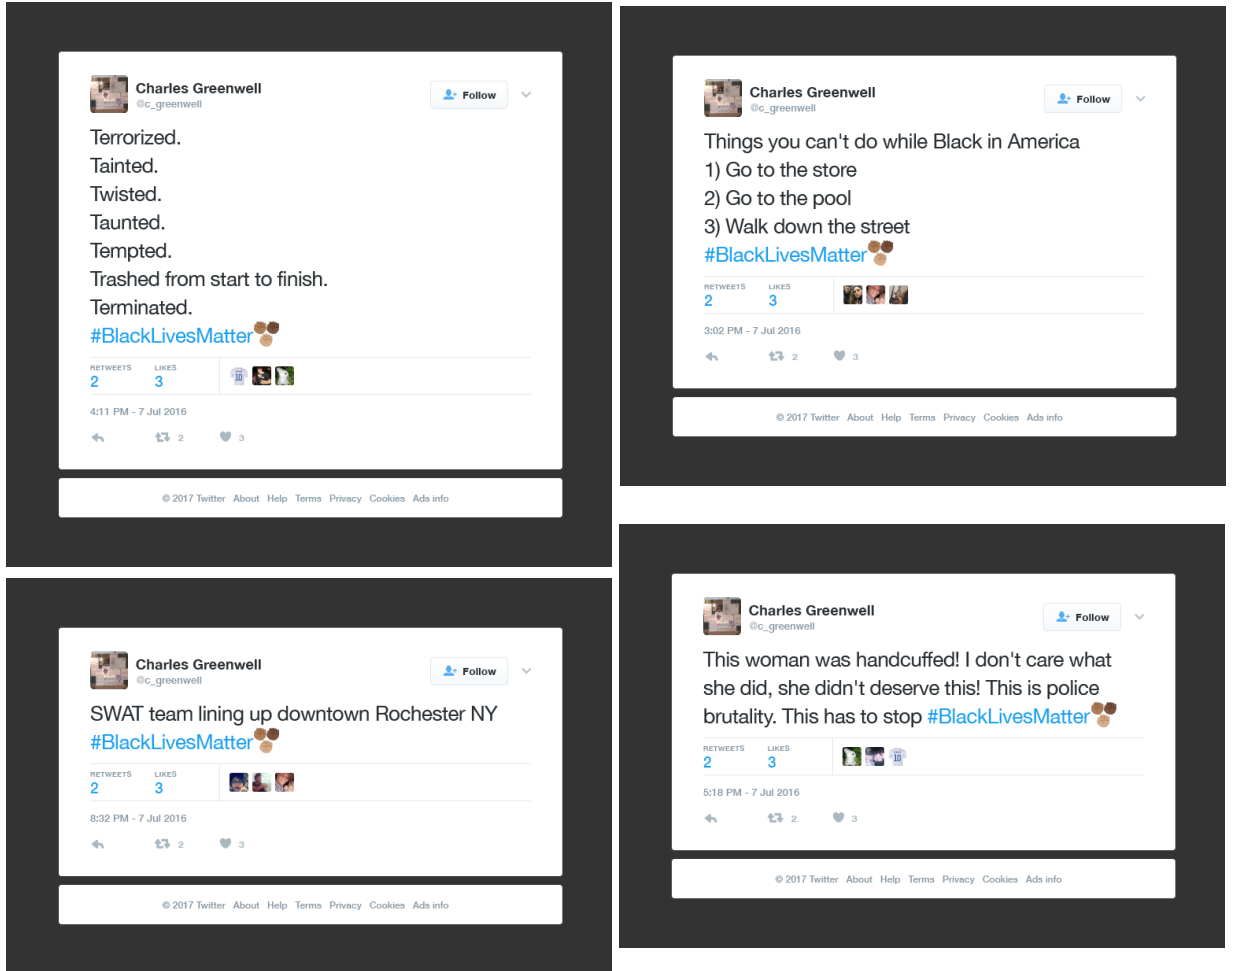 Charles Greenwell
@c_greenwell
Follow
Terrorized.
Tainted.
Twisted.
Taunted.
Tempted.
Trashed from start to finish.
Terminated.
#BlackLivesMatter
RETWEETS LIKES
2 3
10
4:11 PM - 7 Jul 2016
2 3
© 2017 Twitter About Help Terms Privacy Cookies Ads info
Charles Greenwell
@c_greenwell
Follow
Things you can't do while Black in America
1) Go to the store
2) Go to the pool
3) Walk down the street
#BlackLivesMatter
RETWEETS LIKES
2 3
3:02 PM - 7 Jul 2016
2 3
© 2017 Twitter About Help Terms Privacy Cookies Ads info
Charles Greenwell
@c_greenwell
Follow
SWAT team lining up downtown Rochester NY
#BlackLivesMatter
RETWEETS LIKES
2 3
8:32 PM - 7 Jul 2016
2 3
© 2017 Twitter About Help Terms Privacy Cookies Ads info
Charles Greenwell
@c_greenwell
Follow
This woman was handcuffed! I don't care what
she did, she didn't deserve this! This is police
brutality. This has to stop #BlackLivesMatter
RETWEETS LIKES
2 3
10
5:18 PM - 7 Jul 2016
2 3
© 2017 Twitter About Help Terms Privacy Cookies Ads info